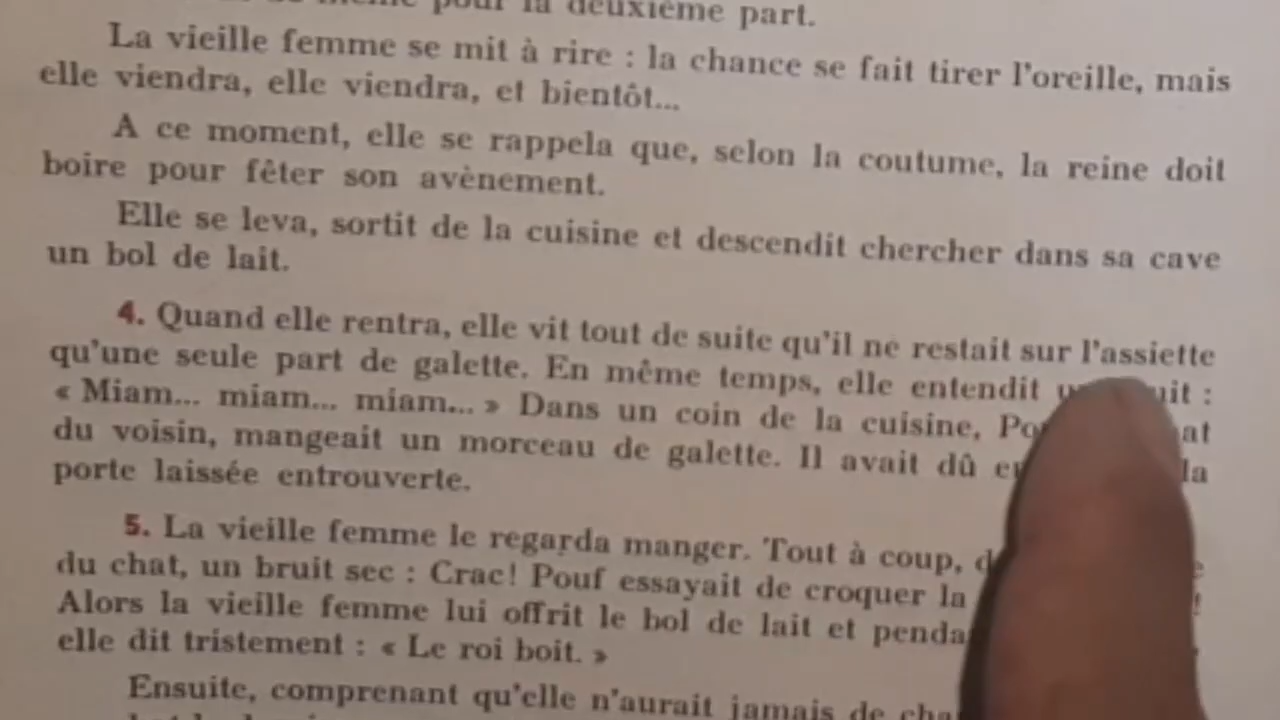 même pour la deuxième part.
La vieille femme se mit à rire : la chance se fait tirer l'oreille, mais
elle viendra, elle viendra, et bientôt...
A ce moment, elle se rappela que, selon la coutume, la reine doit
boire pour fêter son avènement.
Elle se leva, sortit de la cuisine et descendit chercher dans sa cave
un bol de lait.
4. Quand elle rentra, elle vit tout de suite qu'il ne restait sur l'assiette
qu'une seule part de galette. En même temps, elle entendit :
« Miam... miam... miam... » Dans un coin de la cuisine,
du voisin, mangeait un morceau de galette. Il avait dû la
porte laissée entrouverte.
5. La vieille femme le regarda manger. Tout à coup,
du chat, un bruit sec : Crac! Pouf essayait de croquer la
Alors la vieille femme lui offrit le bol de lait et
elle dit tristement : « Le roi boit. »
Ensuite, comprenant qu'elle n'aurait jamais de